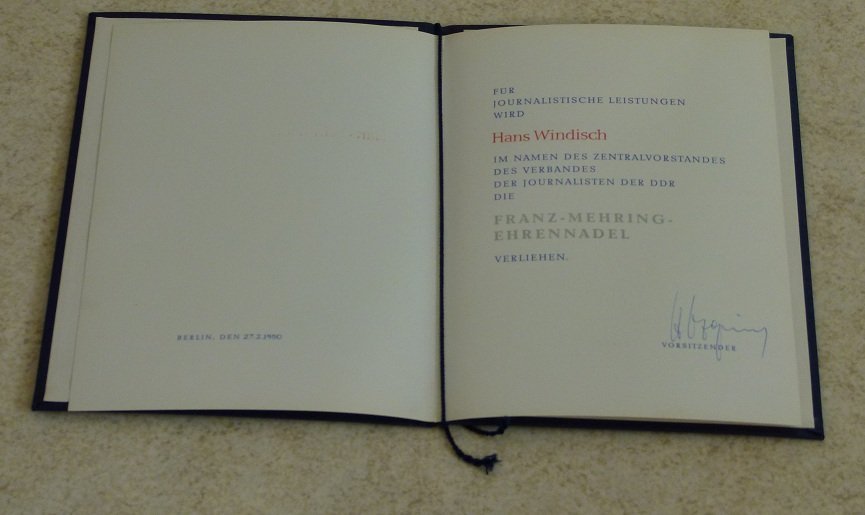 BERLIN, DEN 27.2.1980
FÜR
JOURNALISTISCHE LEISTUNGEN
WIRD
Hans Windisch
IM NAMEN DES ZENTRALVORSTANDES
DES VERBANDES
DER JOURNALISTEN DER DDR
DIE
FRANZ-MEHRING-
EHRENNADEL
VERLIEHEN.
VORSITZENDER